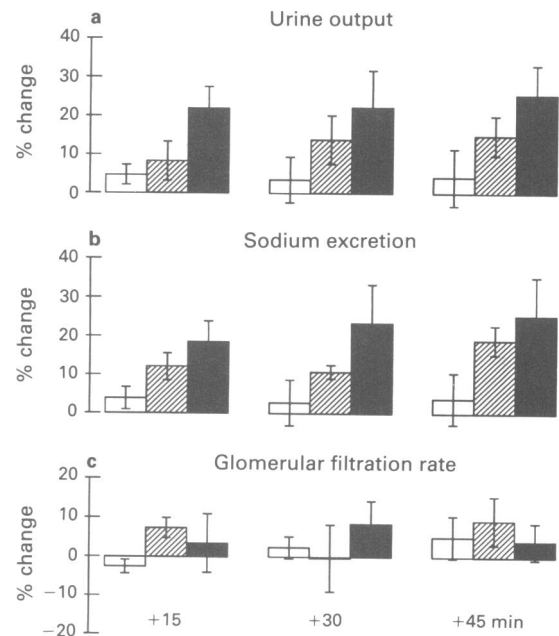 a Urine output
40
30
20
10
0
% change
b Sodium excretion
40
30
20
10
0
% change
c Glomerular filtration rate
20
10
0
−10
−20
% change
+15 +30 +45 min